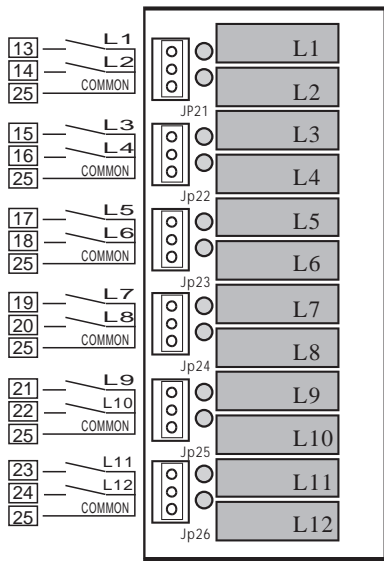 13 L1 L1
14 L2
25 COMMON L2
JP21
15 L3 L3
16 L4
25 COMMON L4
Jp22
17 L5 L5
18 L6
25 COMMON L6
Jp23
19 L7 L7
20 L8
25 COMMON L8
Jp24
21 L9 L9
22 L10
25 COMMON L10
Jp25
23 L11 L11
24 L12
25 COMMON L12
Jp26